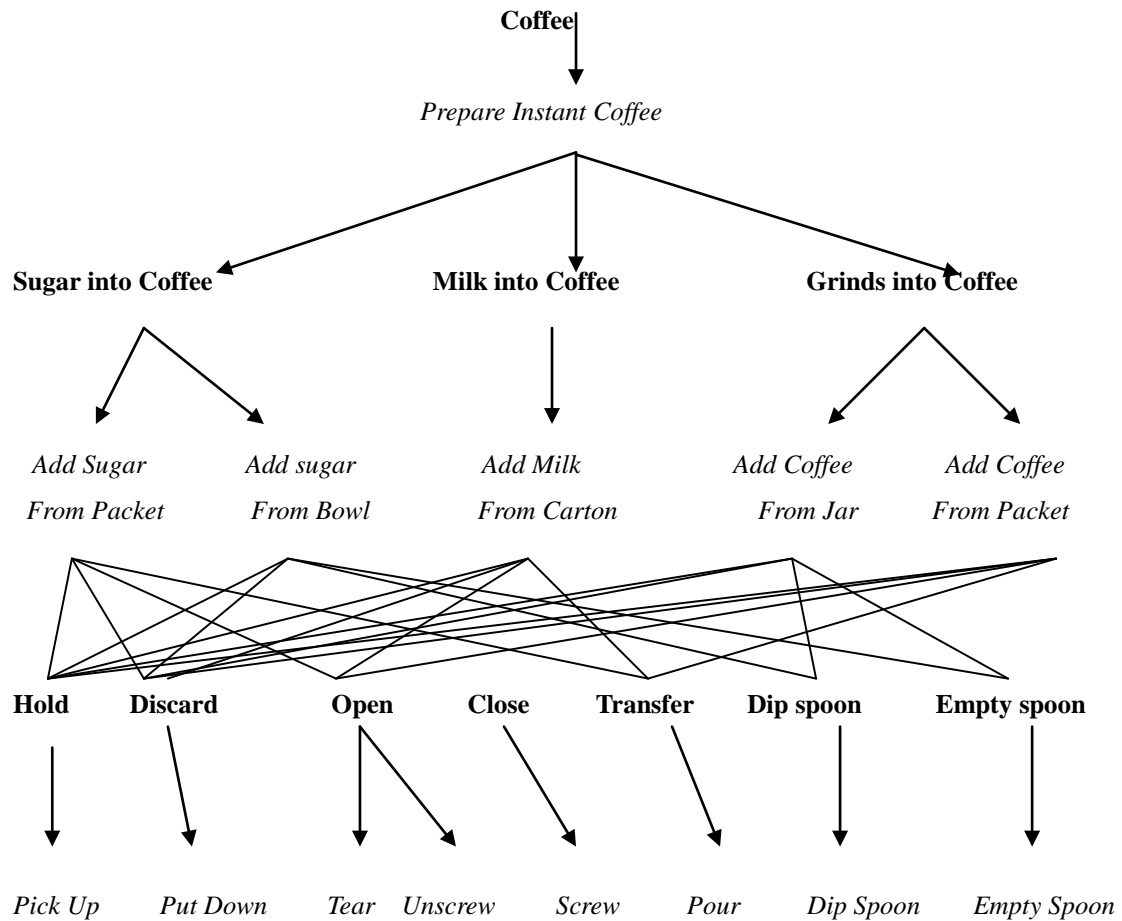 Coffee
Prepare Instant Coffee
Sugar into Coffee Milk into Coffee Grinds into Coffee
Add Sugar Add sugar Add Milk Add Coffee Add Coffee
From Packet From Bowl From Carton From Jar From Packet
Hold Discard Open Close Transfer Dip spoon Empty spoon
Pick Up Put Down Tear Unscrew Screw Pour Dip Spoon Empty Spoon